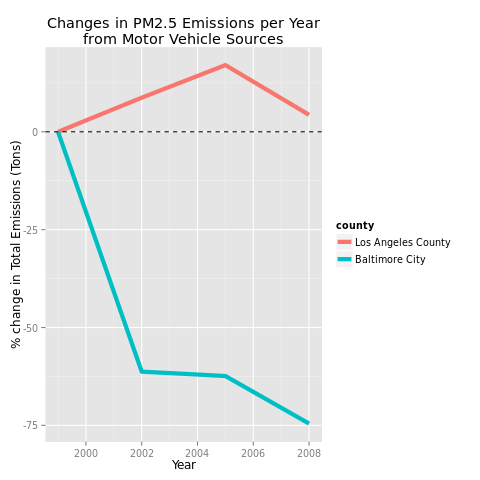 Changes in PM2.5 Emissions per Year
from Motor Vehicle Sources
% change in Total Emissions (Tons)
0
-25
-50
-75
2000
2002
2004
2006
2008
Year
county
Los Angeles County
Baltimore City